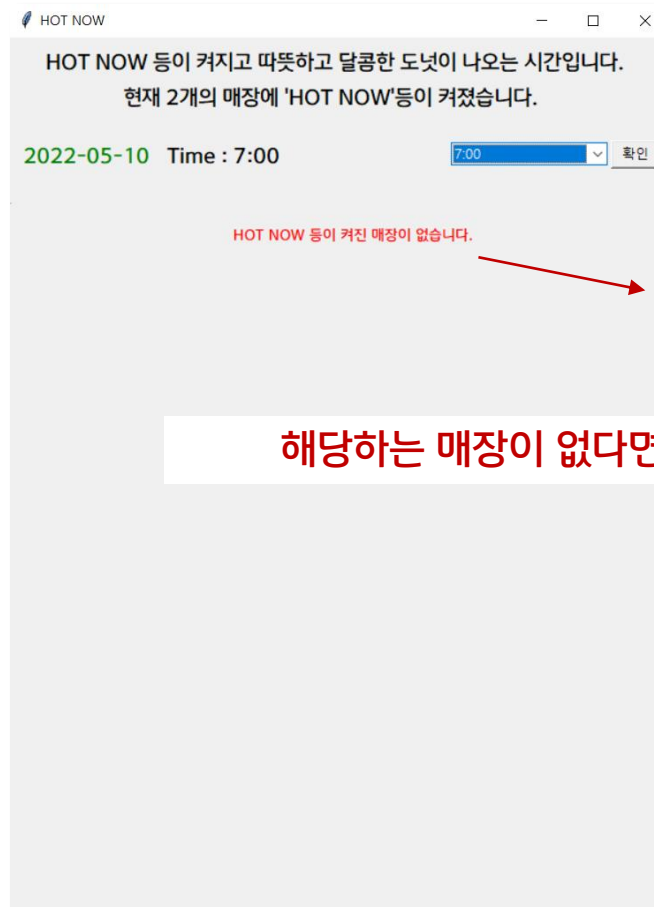 HOT NOW
HOT NOW 등이 켜지고 따뜻하고 달콤한 도넛이 나오는 시간입니다.
현재 2개의 매장에 'HOT NOW'등이 켜졌습니다.
2022-05-10 Time : 7:00 7:00 확인
HOT NOW 등이 켜진 매장이 없습니다.
해당하는 매장이 없다면